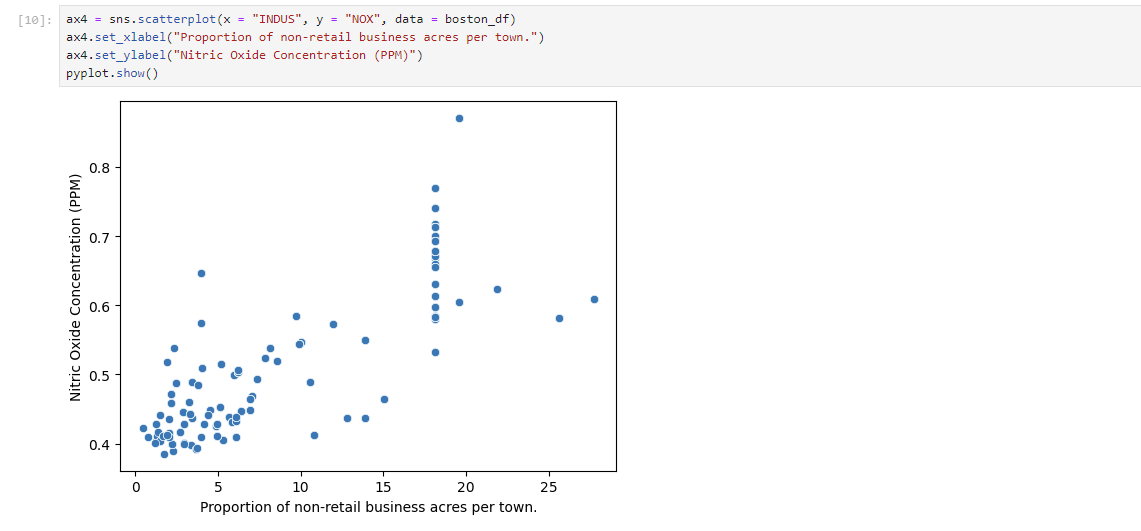 [10]: ax4 = sns.scatterplot(x = "INDUS", y = "NOX", data = boston_df)
ax4.set_xlabel("Proportion of non-retail business acres per town.")
ax4.set_ylabel("Nitric Oxide Concentration (PPM)")
pyplot.show()
Nitric Oxide Concentration (PPM)
0.8
0.7
0.6
0.5
0.4
0 5 10 15 20 25
Proportion of non-retail business acres per town.